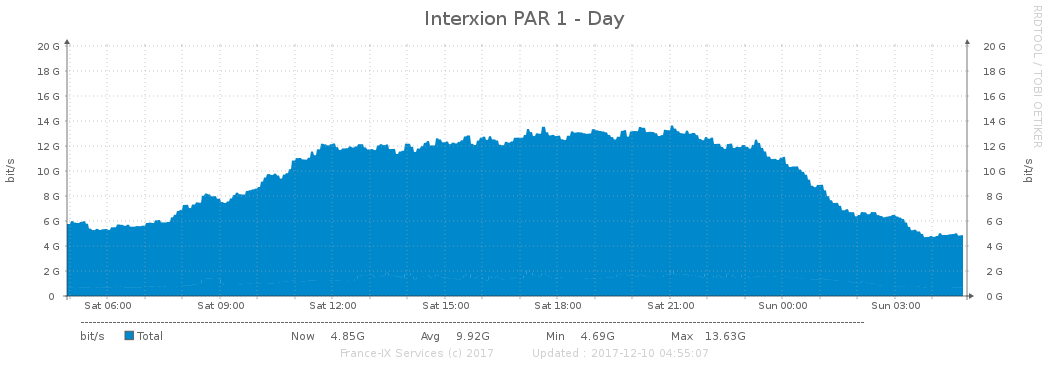 Interxion PAR 1 - Day
RRDTOOL / TOBI OETIKER
20 G 20 G
18 G 18 G
16 G 16 G
14 G 14 G
12 G 12 G
10 G 10 G
8 G 8 G
6 G 6 G
4 G 4 G
2 G 2 G
0 0 G
bit/s
bit/s
Sat 06:00 Sat 09:00 Sat 12:00 Sat 15:00 Sat 18:00 Sat 21:00 Sun 00:00 Sun 03:00
bit/s Total Now 4.85G Avg 9.92G Min 4.69G Max 13.63G
France-IX Services (c) 2017 Updated : 2017-12-10 04:55:07